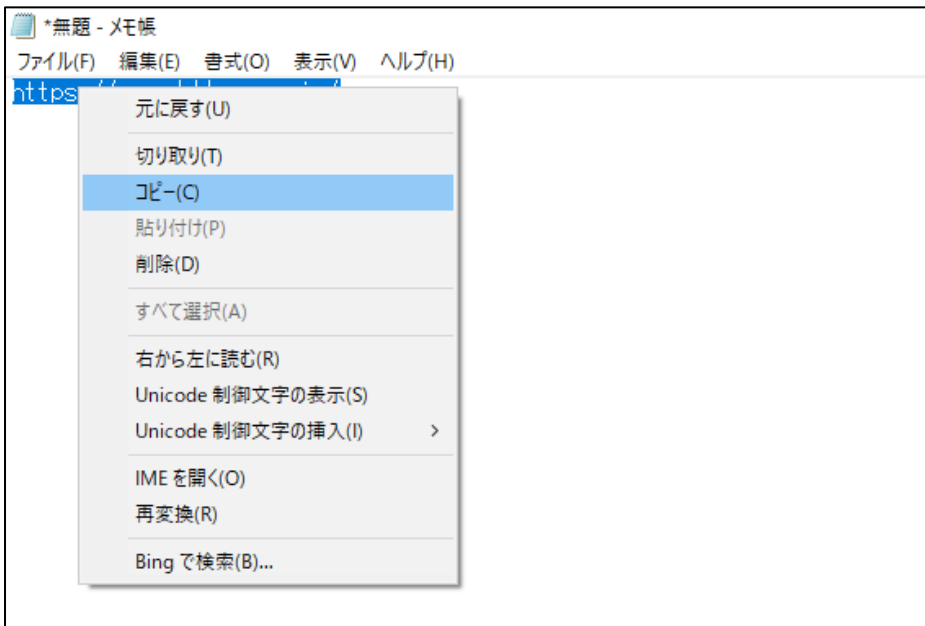 *無題 - メモ帳
ファイル(F) 編集(E) 書式(O) 表示(V) ヘルプ(H)
https
元に戻す(U)
切り取り(T)
コピー(C)
貼り付け(P)
削除(D)
すべて選択(A)
右から左に読む(R)
Unicode 制御文字の表示(S)
Unicode 制御文字の挿入(I)
IME を開く(O)
再変換(R)
Bing で検索(B)...